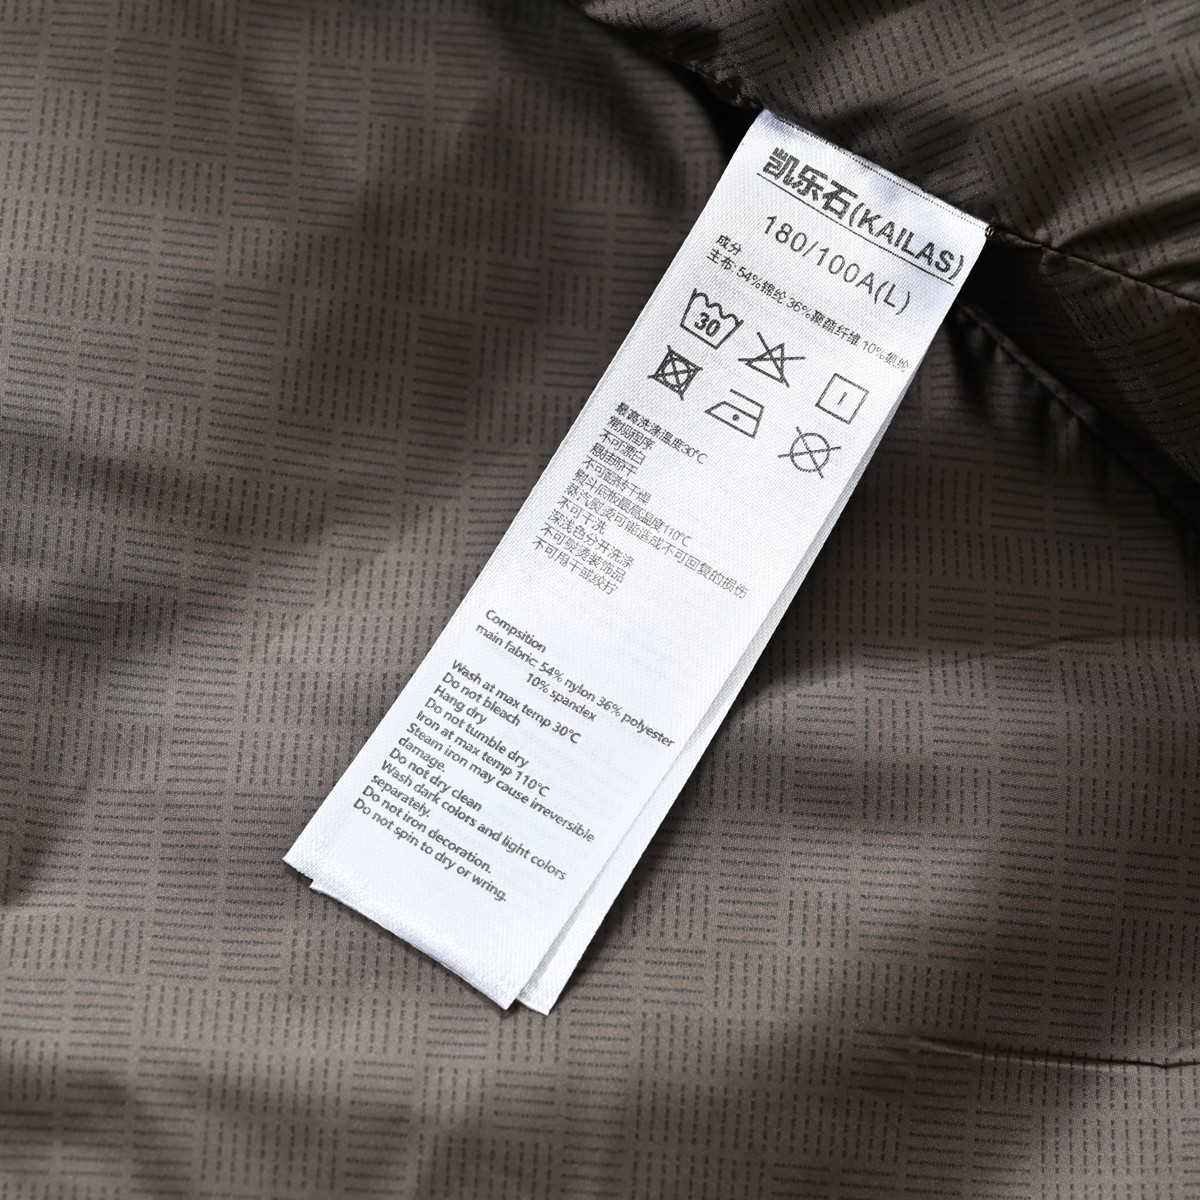 凯乐石(KAILAS)
180/100A(L)
成分
主布: 54%锦纶 36%聚酯纤维 10%氨纶
30
最高洗涤温度30℃
常规程序
不可漂白
悬挂晾干
不可翻转干燥
熨斗底板最高温度110℃
蒸汽熨烫可能造成不可回复的损伤
不可干洗
深浅色分开洗涤
不可熨烫装饰品
不可甩干或绞拧
Compsition
main fabric: 54% nylon 36% polyester
10% spandex
Wash at max temp 30℃
Do not bleach
Hang dry
Do not tumble dry
Iron at max temp 110℃
Steam iron may cause irreversible
damage.
Do not dry clean
Wash dark colors and light colors
separately.
Do not iron decoration.
Do not spin to dry or wring.